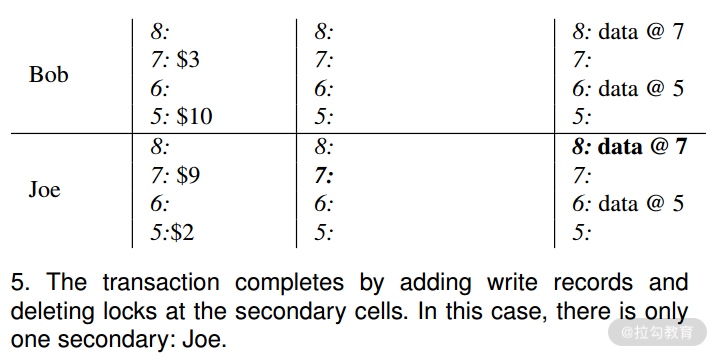 8: 8: 8: data @ 7
7: $3 7: 7:
Bob
6: 6: 6: data @ 5
5: $10 5: 5:
8: 8: 8: data @ 7
7: $9 7: 7:
Joe
6: 6: 6: data @ 5
5:$2 5: 5:
5. The transaction completes by adding write records and
deleting locks at the secondary cells. In this case, there is only
one secondary: Joe.
@拉勾教育